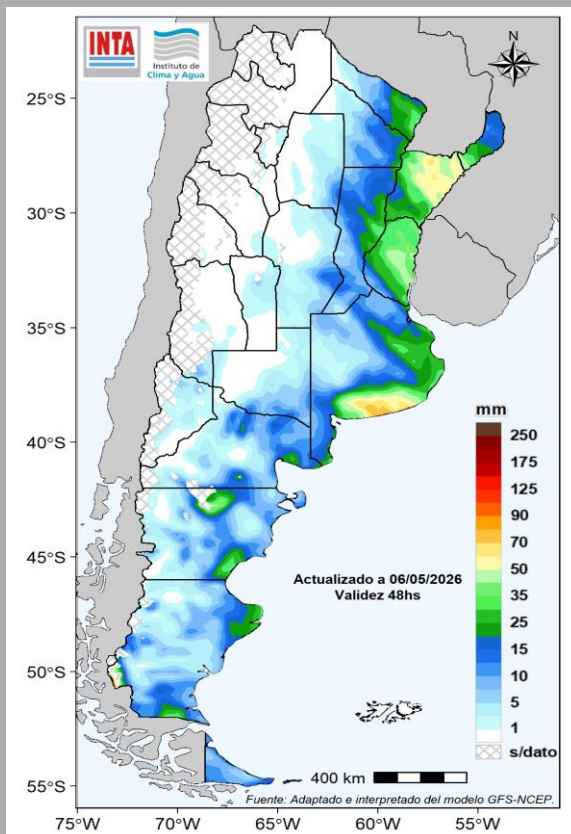 INTA
Instituto de
Clima y Agua
N
25°S
30°S
35°S
40°S
45°S
50°S
55°S
mm
250
175
125
90
70
50
35
25
15
10
5
1
s/dato
Actualizado a 06/05/2026
Validez 48hs
400 km
Fuente: Adaptado e interpretado del modelo GFS-NCEP.
75°W
70°W
65°W
60°W
55°W